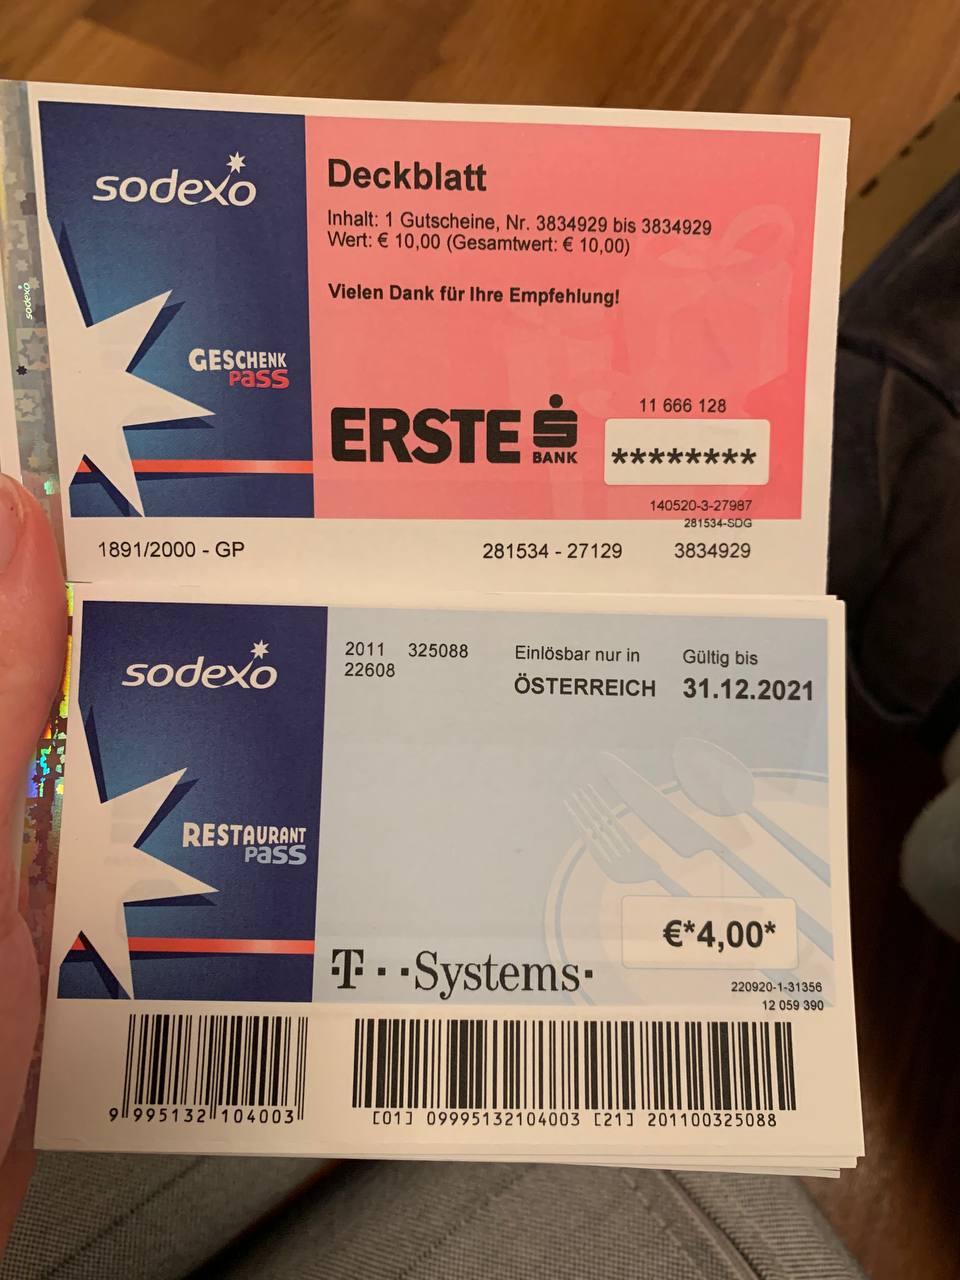 sodexo
Deckblatt
Inhalt: 1 Gutscheine, Nr. 3834929 bis 3834929
Wert: € 10,00 (Gesamtwert: € 10,00)
Vielen Dank für Ihre Empfehlung!
sodexo
GESCHENK
PASS
ERSTE
BANK
11 666 128
********
140520-3-27987
281534-SDG
1891/2000 - GP
281534 - 27129
3834929
sodexo
2011 325088
22608
Einlösbar nur in
ÖSTERREICH
Gültig bis
31.12.2021
RESTAURANT
PASS
€*4,00*
T··Systems·
220920-1-31356
12 059 390
9 995132 104003
[01] 09995132104003 [21] 201100325088